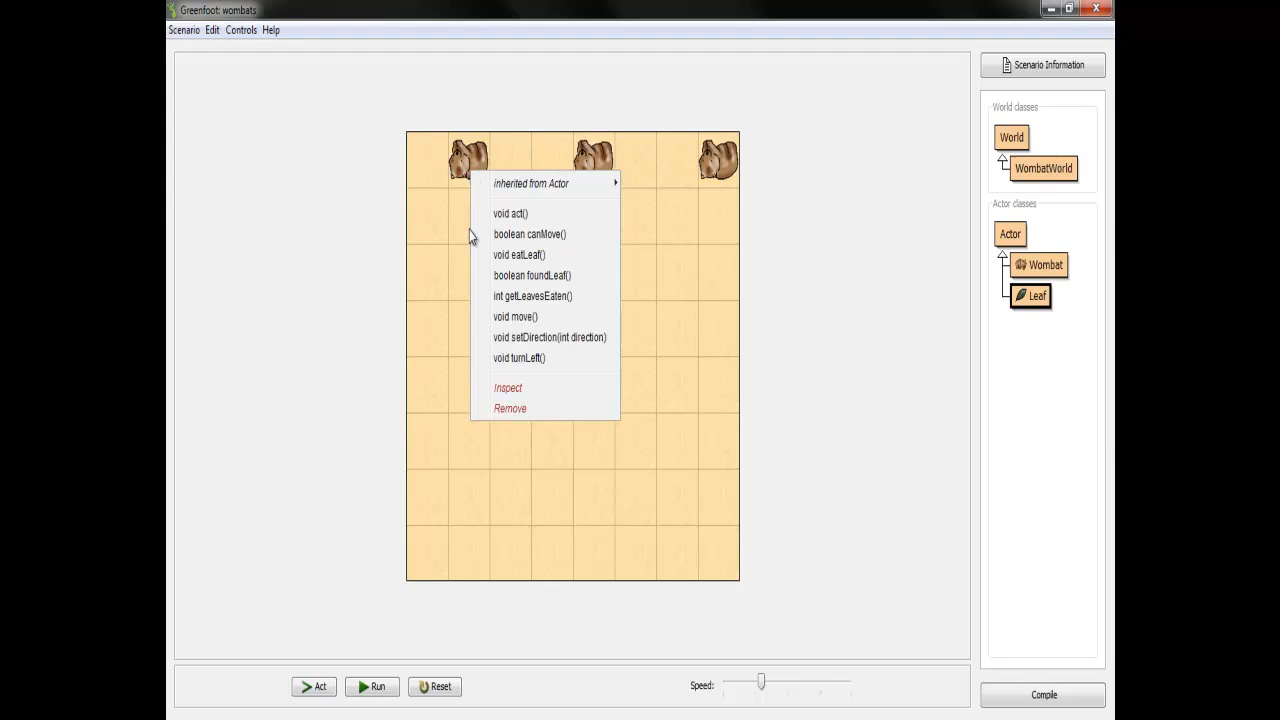 Greenfoot: wombats
Scenario Edit Controls Help
Scenario Information
World classes
World
WombatWorld
Actor classes
Actor
Wombat
Leaf
inherited from Actor
void act()
boolean canMove()
void eatLeaf()
boolean foundLeaf()
int getLeavesEaten()
void move()
void setDirection(int direction)
void turnLeft()
Inspect
Remove
Act
Run
Reset
Speed:
Compile